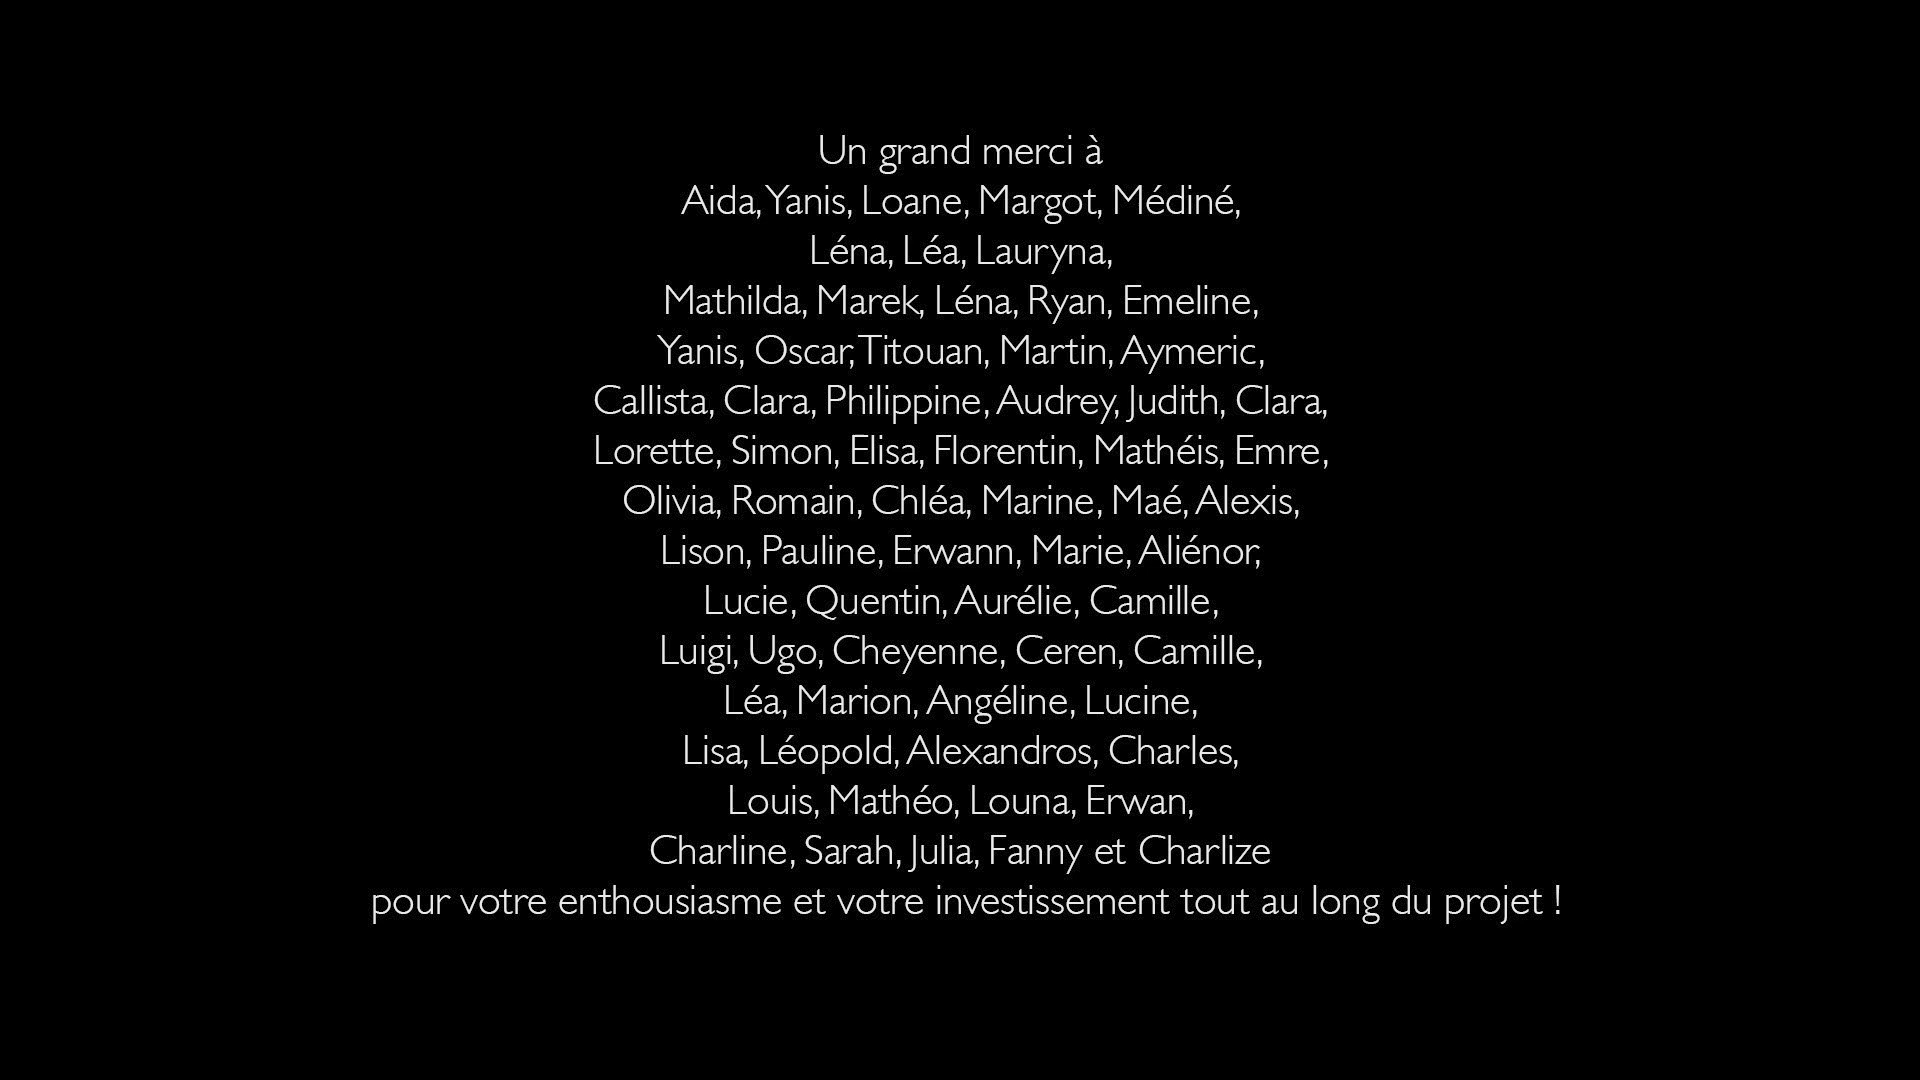 Un grand merci à
Aida, Yanis, Loane, Margot, Médiné,
Léna, Léa, Lauryna,
Mathilda, Marek, Léna, Ryan, Emeline,
Yanis, Oscar, Titouan, Martin, Aymeric,
Callista, Clara, Philippine, Audrey, Judith, Clara,
Lorette, Simon, Elisa, Florentin, Mathéis, Emre,
Olivia, Romain, Chléa, Marine, Maé, Alexis,
Lison, Pauline, Erwann, Marie, Aliénor,
Lucie, Quentin, Aurélie, Camille,
Luigi, Ugo, Cheyenne, Ceren, Camille,
Léa, Marion, Angéline, Lucine,
Lisa, Léopold, Alexandros, Charles,
Louis, Mathéo, Louna, Erwan,
Charline, Sarah, Julia, Fanny et Charlize
pour votre enthousiasme et votre investissement tout au long du projet !